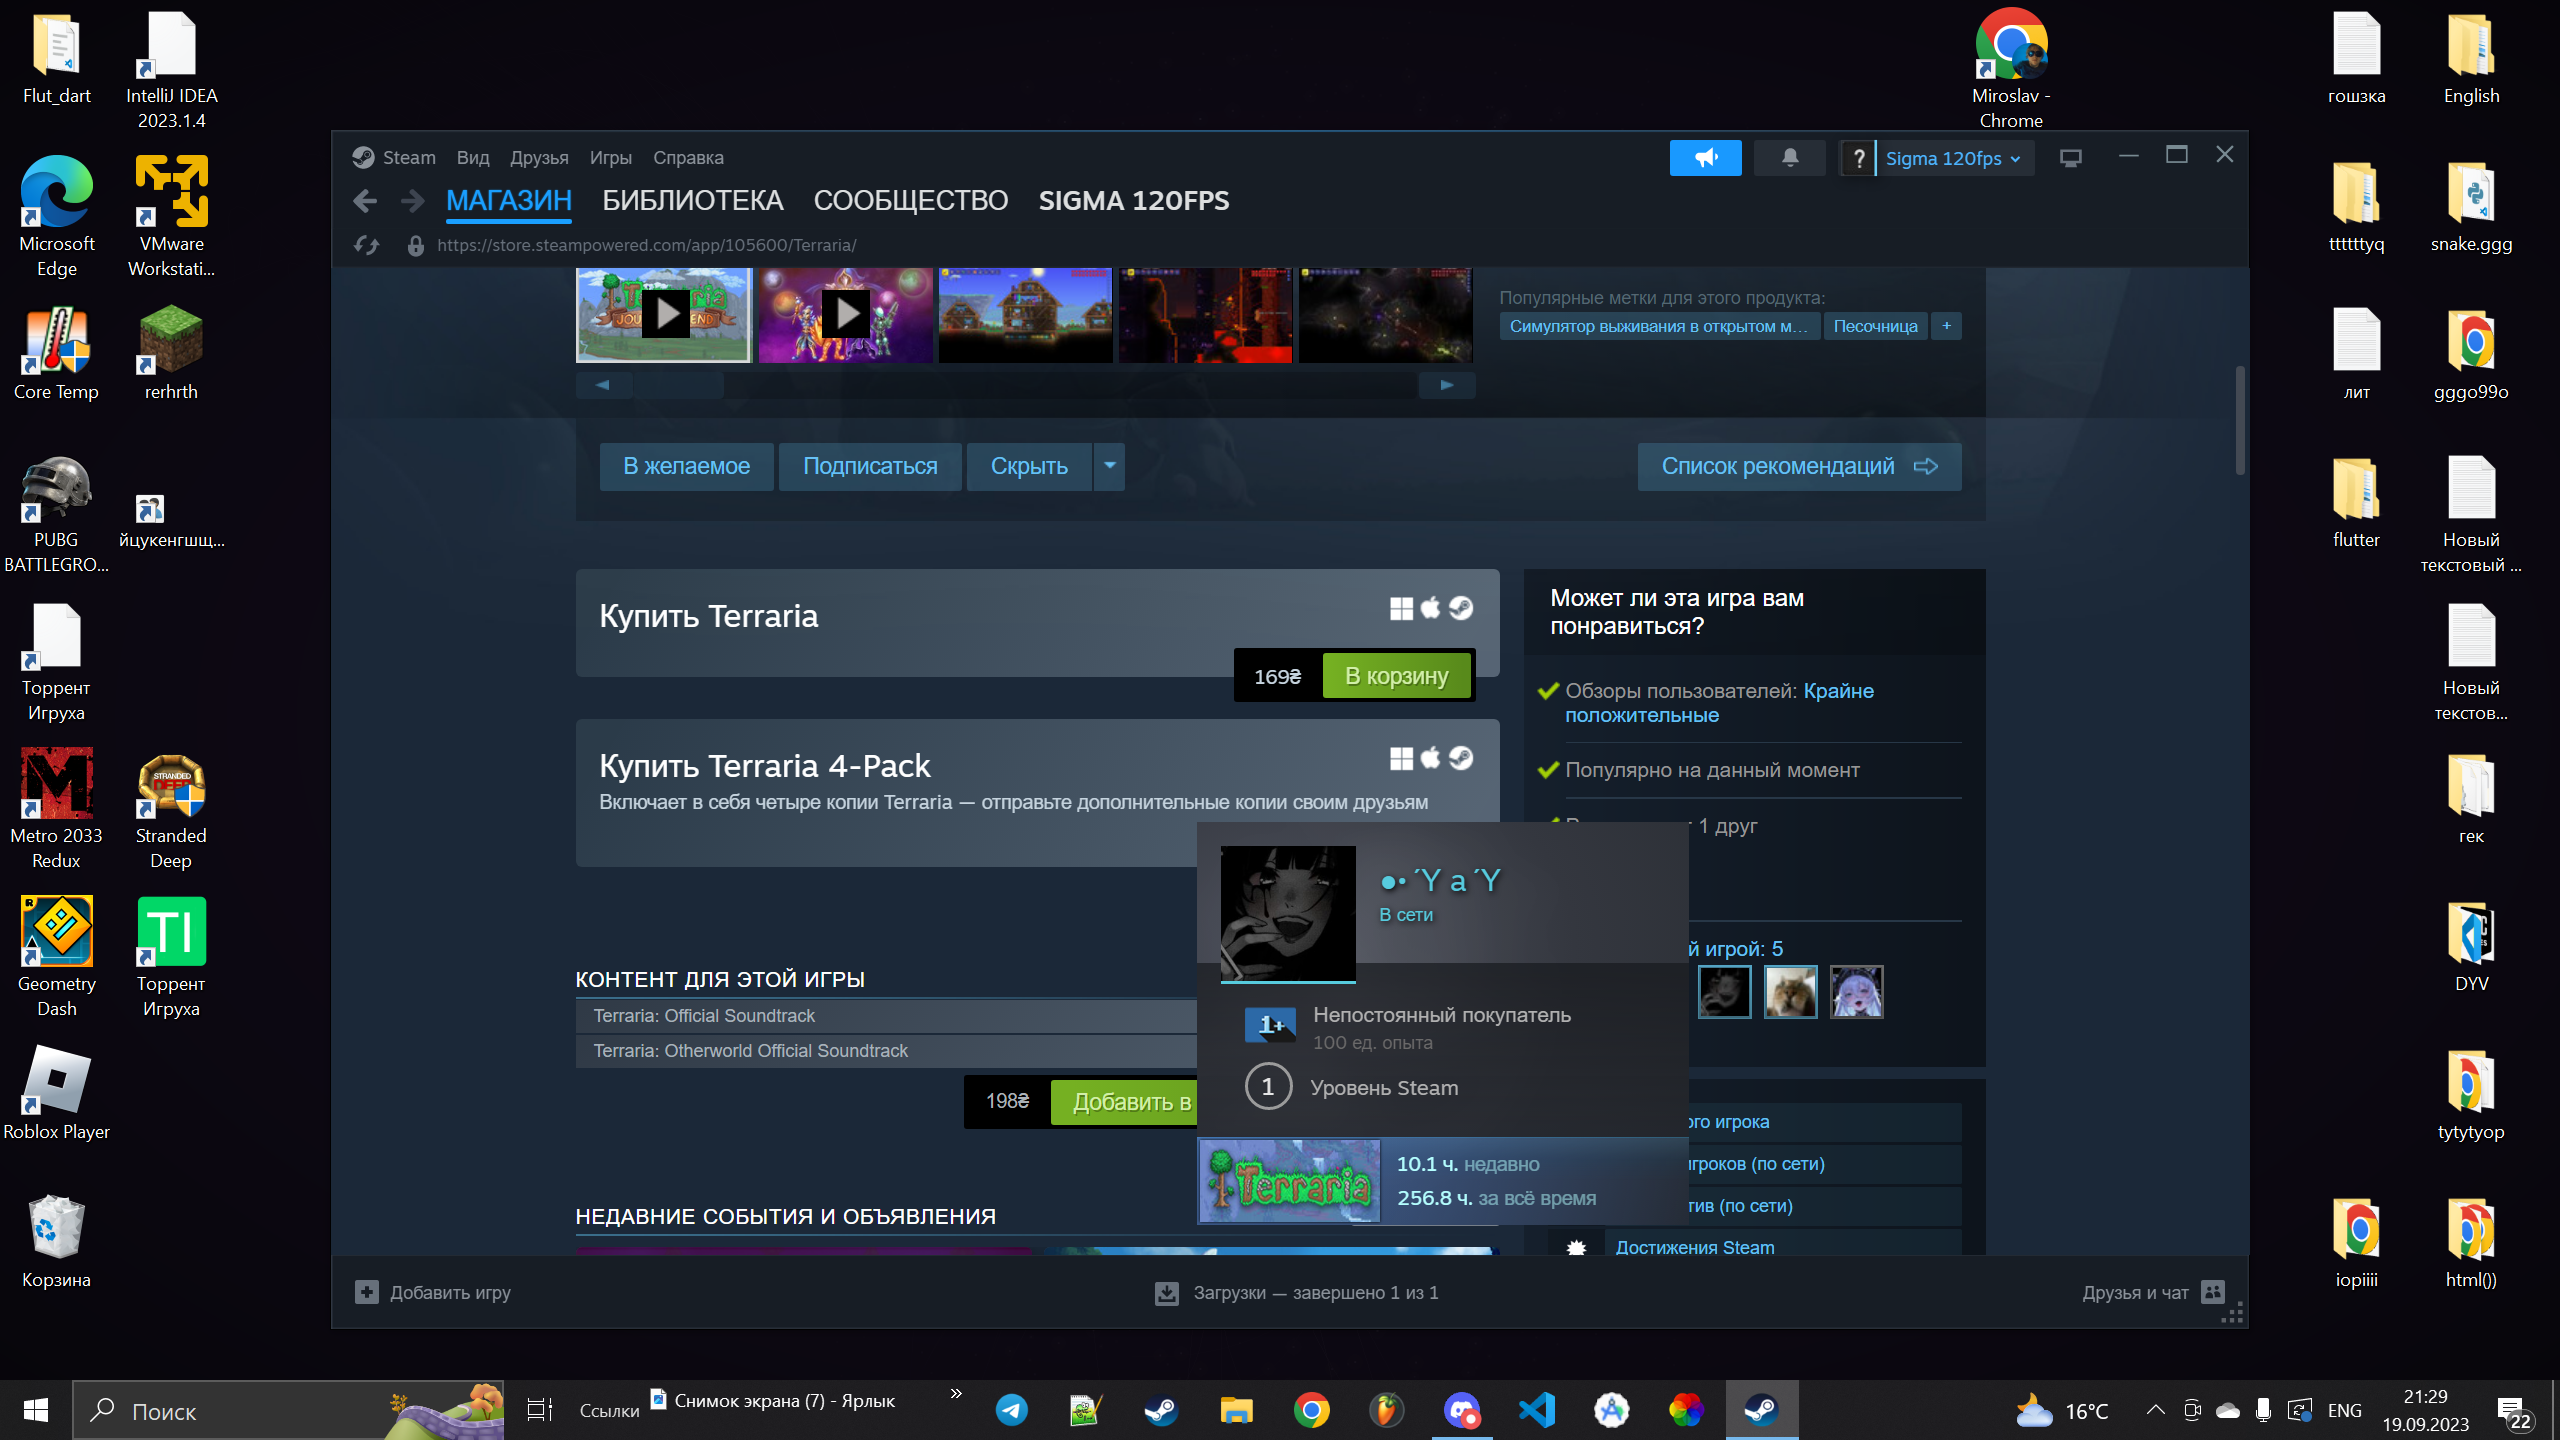 Flut_dart
IntelliJ IDEA
2023.1.4
Microsoft
Edge
VMware
Workstati...
Core Temp
rerhrth
PUBG
BATTLEGRO...
йцукенгшщ...
Торрент
Игруха
Metro 2033
Redux
Stranded
Deep
Geometry
Dash
Торрент
Игруха
Roblox Player
Корзина
Miroslav -
Chrome
гошзка
English
ttttttyq
snake.ggg
лит
gggo99o
flutter
Новый
текстовый ...
Новый
текстов...
гек
DYV
tytytyop
iopiiii
html())
Steam Вид Друзья Игры Справка
? Sigma 120fps
МАГАЗИН БИБЛИОТЕКА СООБЩЕСТВО SIGMA 120FPS
https://store.steampowered.com/app/105600/Terraria/
Популярные метки для этого продукта:
Симулятор выживания в открытом м... Песочница +
В желаемое Подписаться Скрыть
Список рекомендаций
Купить Terraria
169₴ В корзину
Купить Terraria 4-Pack
Включает в себя четыре копии Terraria — отправьте дополнительные копии своим друзьям
КОНТЕНТ ДЛЯ ЭТОЙ ИГРЫ
Terraria: Official Soundtrack
Terraria: Otherworld Official Soundtrack
198₴ Добавить в
НЕДАВНИЕ СОБЫТИЯ И ОБЪЯВЛЕНИЯ
Может ли эта игра вам
понравиться?
Обзоры пользователей: Крайне
положительные
Популярно на данный момент
1 друг
й игрой: 5
ого игрока
игроков (по сети)
тив (по сети)
Достижения Steam
●• ´Y a ´Y
В сети
1+ Непостоянный покупатель
100 ед. опыта
1 Уровень Steam
Terraria
10.1 ч. недавно
256.8 ч. за всё время
Добавить игру
Загрузки — завершено 1 из 1
Друзья и чат
Поиск
Ссылки
Снимок экрана (7) - Ярлык
»
16°C
ENG
21:29
19.09.2023
22